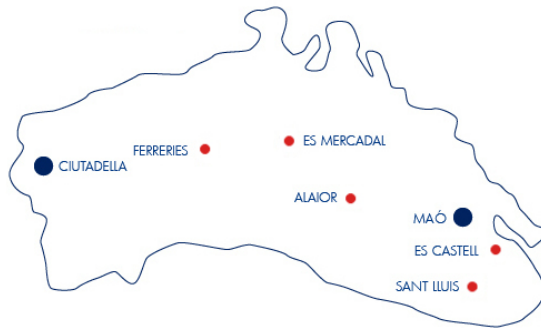 ES MERCADAL
FERRERIES
CIUTADELLA
ALAIOR
MAÓ
ES CASTELL
SANT LLUIS